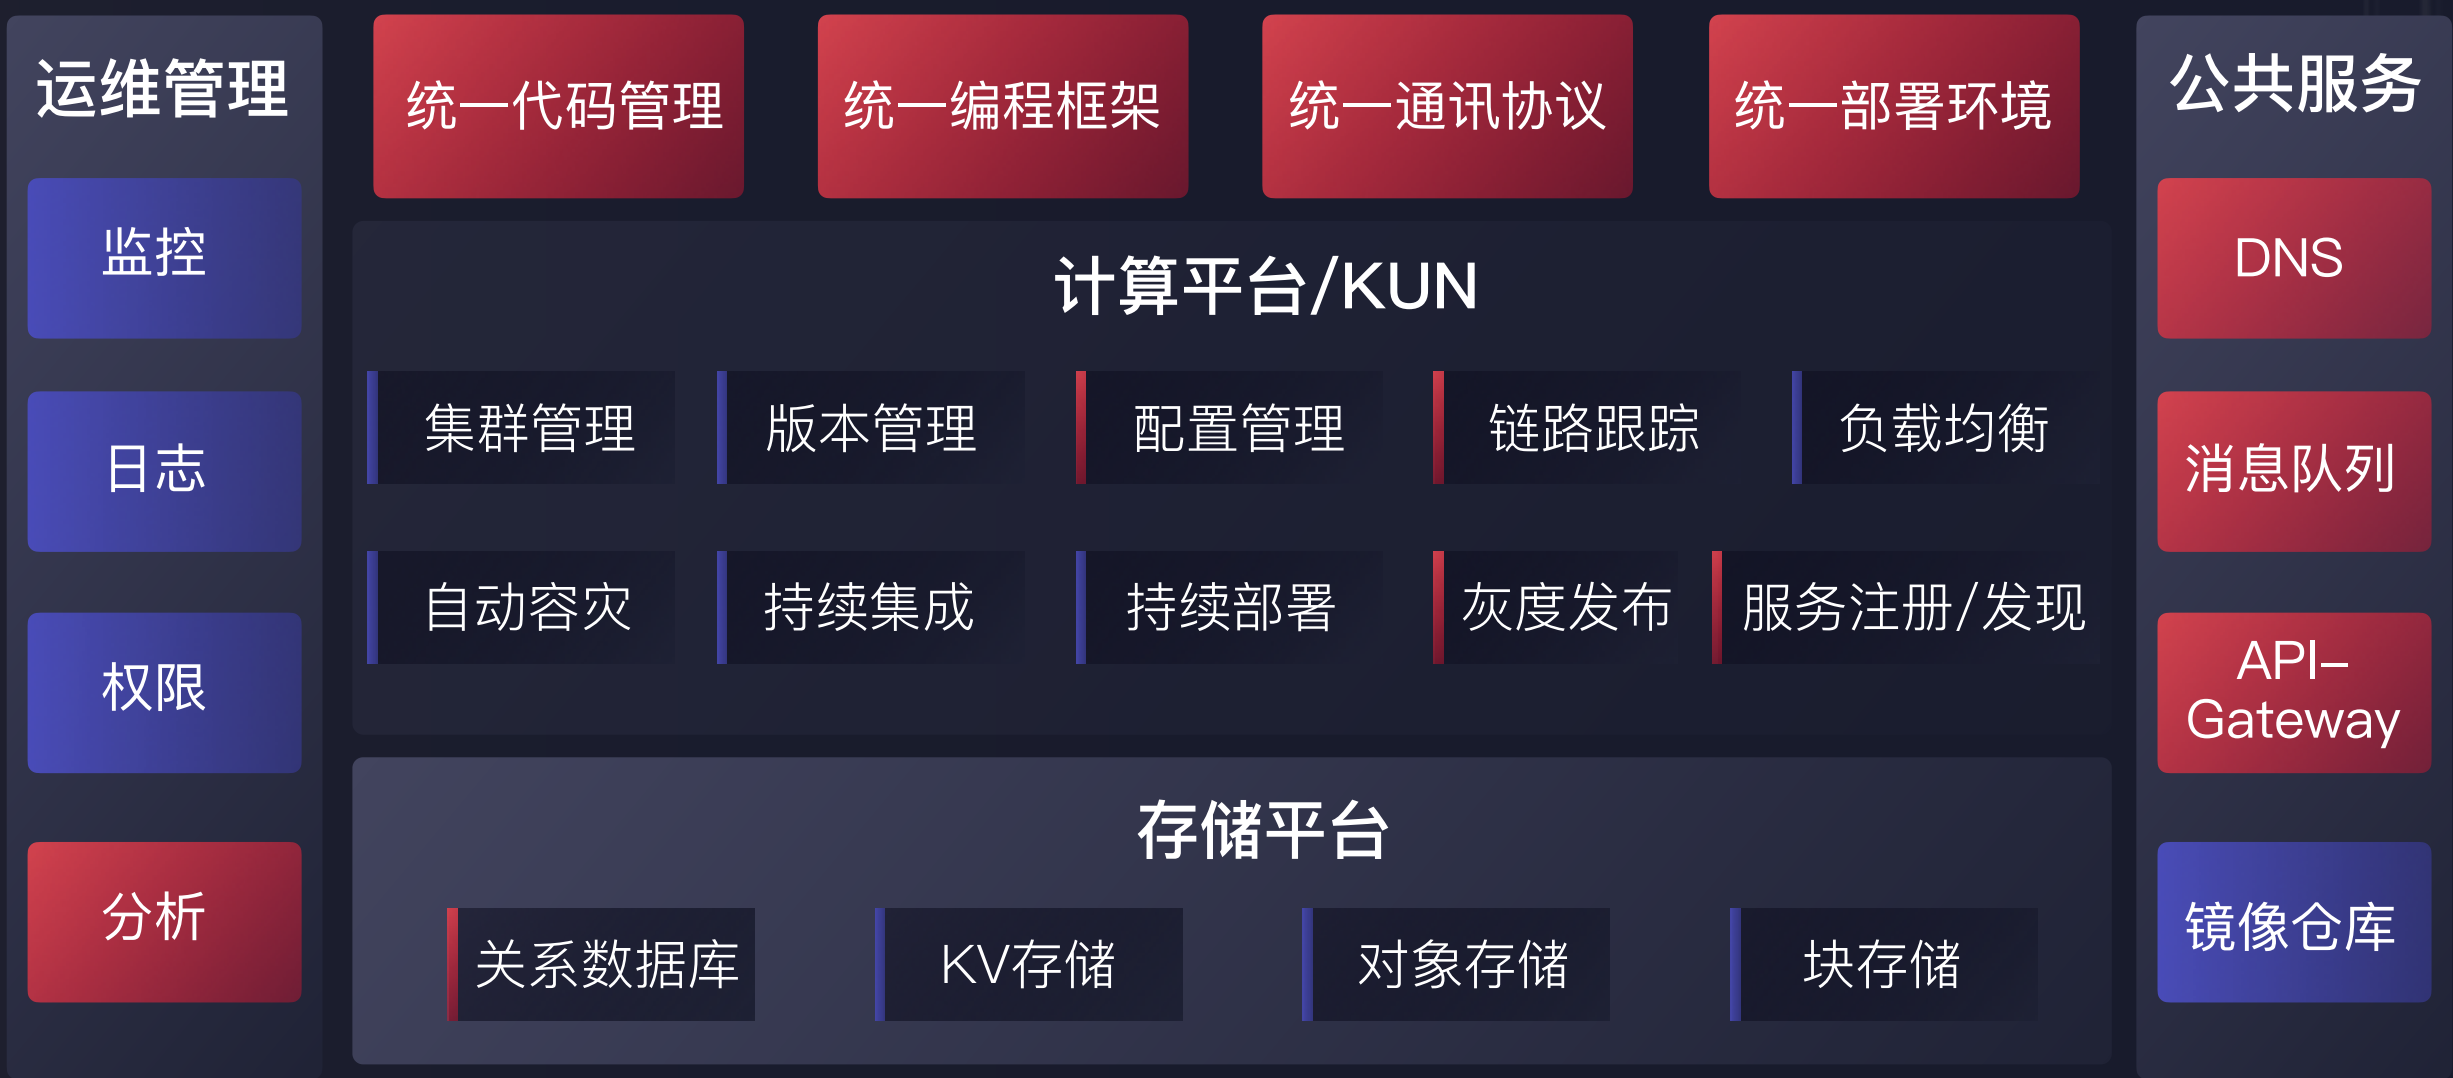 运维管理
监控
日志
权限
分析
统一代码管理
统一编程框架
统一通讯协议
统一部署环境
计算平台/KUN
集群管理
版本管理
配置管理
链路跟踪
负载均衡
自动容灾
持续集成
持续部署
灰度发布
服务注册/发现
存储平台
关系数据库
KV存储
对象存储
块存储
公共服务
DNS
消息队列
API-
Gateway
镜像仓库